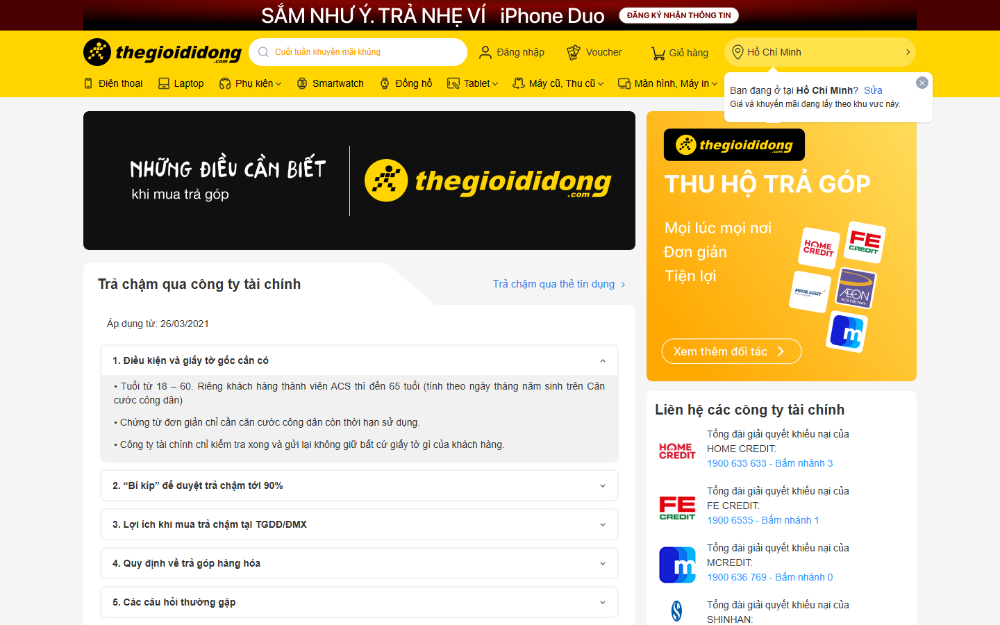 SẮM NHƯ Ý. TRẢ NHẸ VÍ iPhone Duo ĐĂNG KÝ NHẬN THÔNG TIN
thegioididong.com
Cuối tuần khuyến mãi khủng
Đăng nhập
Voucher
Giỏ hàng
Hồ Chí Minh
Điện thoại
Laptop
Phụ kiện
Smartwatch
Đồng hồ
Tablet
Máy cũ, Thu cũ
Màn hình, Máy in
Bạn đang ở tại Hồ Chí Minh? Sửa
Giá và khuyến mãi đang lấy theo khu vực này.
NHỮNG ĐIỀU CẦN BIẾT
khi mua trả góp
thegioididong.com
Trả chậm qua công ty tài chính
Trả chậm qua thẻ tín dụng
Áp dụng từ: 26/03/2021
1. Điều kiện và giấy tờ gốc cần có
• Tuổi từ 18 – 60. Riêng khách hàng thành viên ACS thì đến 65 tuổi (tính theo ngày tháng năm sinh trên Căn
cước công dân)
• Chứng từ đơn giản chỉ cần căn cước công dân còn thời hạn sử dụng.
• Công ty tài chính chỉ kiểm tra xong và gửi lại không giữ bất cứ giấy tờ gì của khách hàng.
2. “Bí kíp” để duyệt trả chậm tới 90%
3. Lợi ích khi mua trả chậm tại TGDĐ/ĐMX
4. Quy định về trả góp hàng hóa
5. Các câu hỏi thường gặp
thegioididong.com
THU HỘ TRẢ GÓP
Mọi lúc mọi nơi
Đơn giản
Tiện lợi
HOME CREDIT
FE CREDIT
MIRAE ASSET
AEON
ACS Việt Nam
m
Xem thêm đối tác
Liên hệ các công ty tài chính
HOME CREDIT
Tổng đài giải quyết khiếu nại của
HOME CREDIT:
1900 633 633 - Bấm nhánh 3
FE CREDIT
Tổng đài giải quyết khiếu nại của
FE CREDIT:
1900 6535 - Bấm nhánh 1
m
Tổng đài giải quyết khiếu nại của
MCREDIT:
1900 636 769 - Bấm nhánh 0
Tổng đài giải quyết khiếu nại của
SHINHAN: